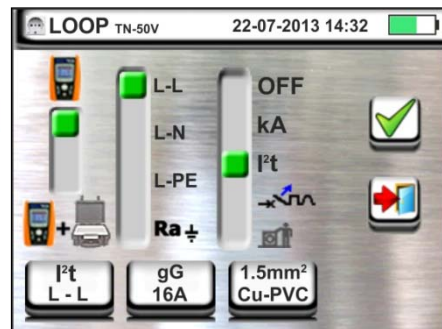 LOOP TN-50V 22-07-2013 14:32
L-L
L-N
L-PE
Ra
OFF
kA
I²t
I²t
L - L
gG
16A
1.5mm²
Cu-PVC